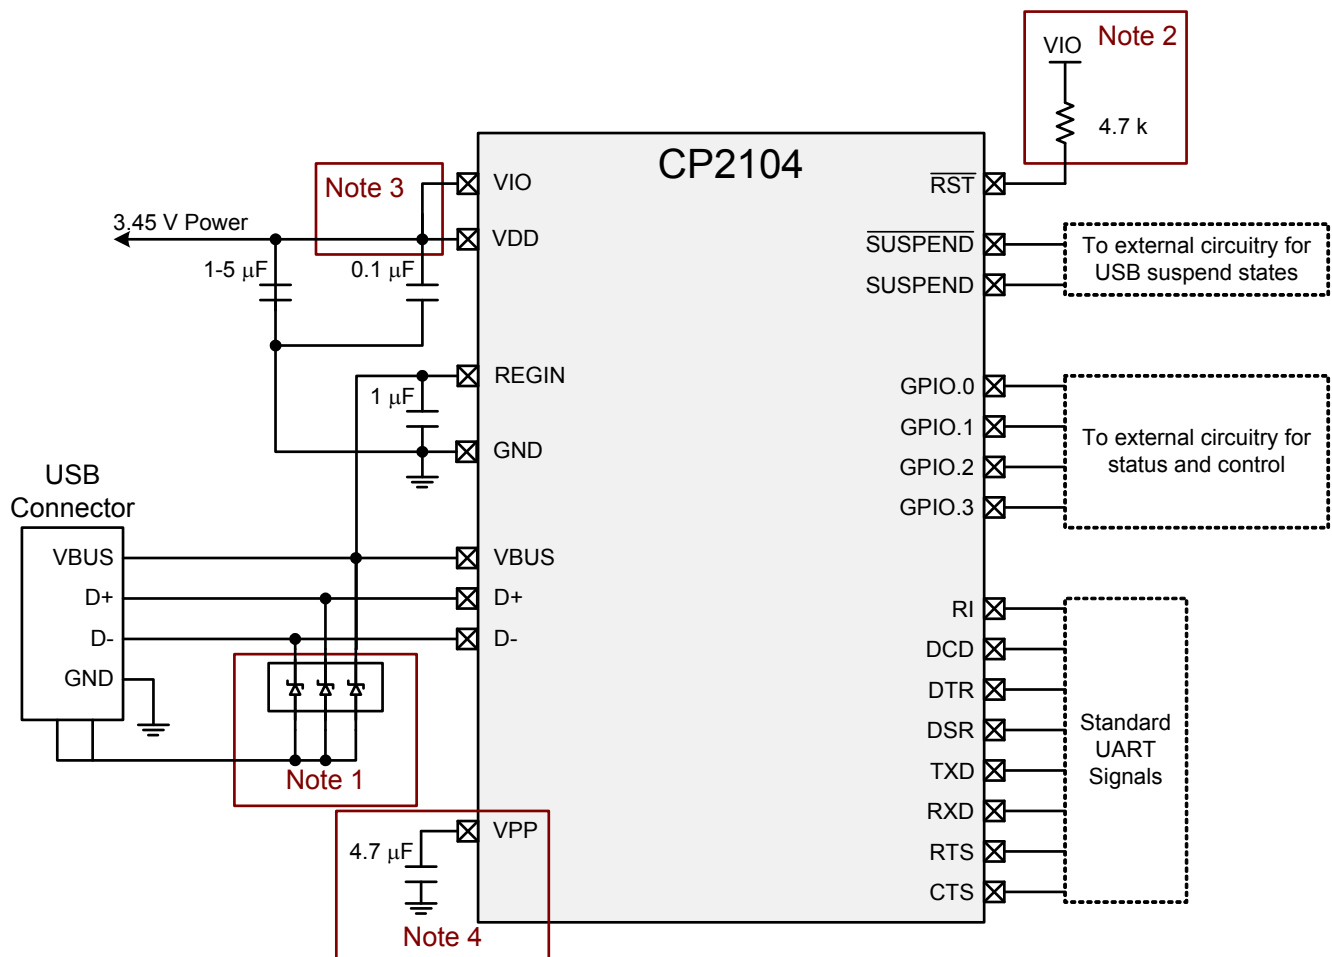 VIO
Note 2
4.7 k
CP2104
Note 3
VIO
RST
3.45 V Power
VDD
SUSPEND
To external circuitry for
USB suspend states
1-5 μF
0.1 μF
SUSPEND
REGIN
1 μF
GND
GPIO.0
GPIO.1
GPIO.2
GPIO.3
To external circuitry for
status and control
USB
Connector
VBUS
D+
D-
GND
VBUS
D+
D-
Note 1
RI
DCD
DTR
DSR
TXD
RXD
RTS
CTS
Standard
UART
Signals
VPP
4.7 μF
Note 4